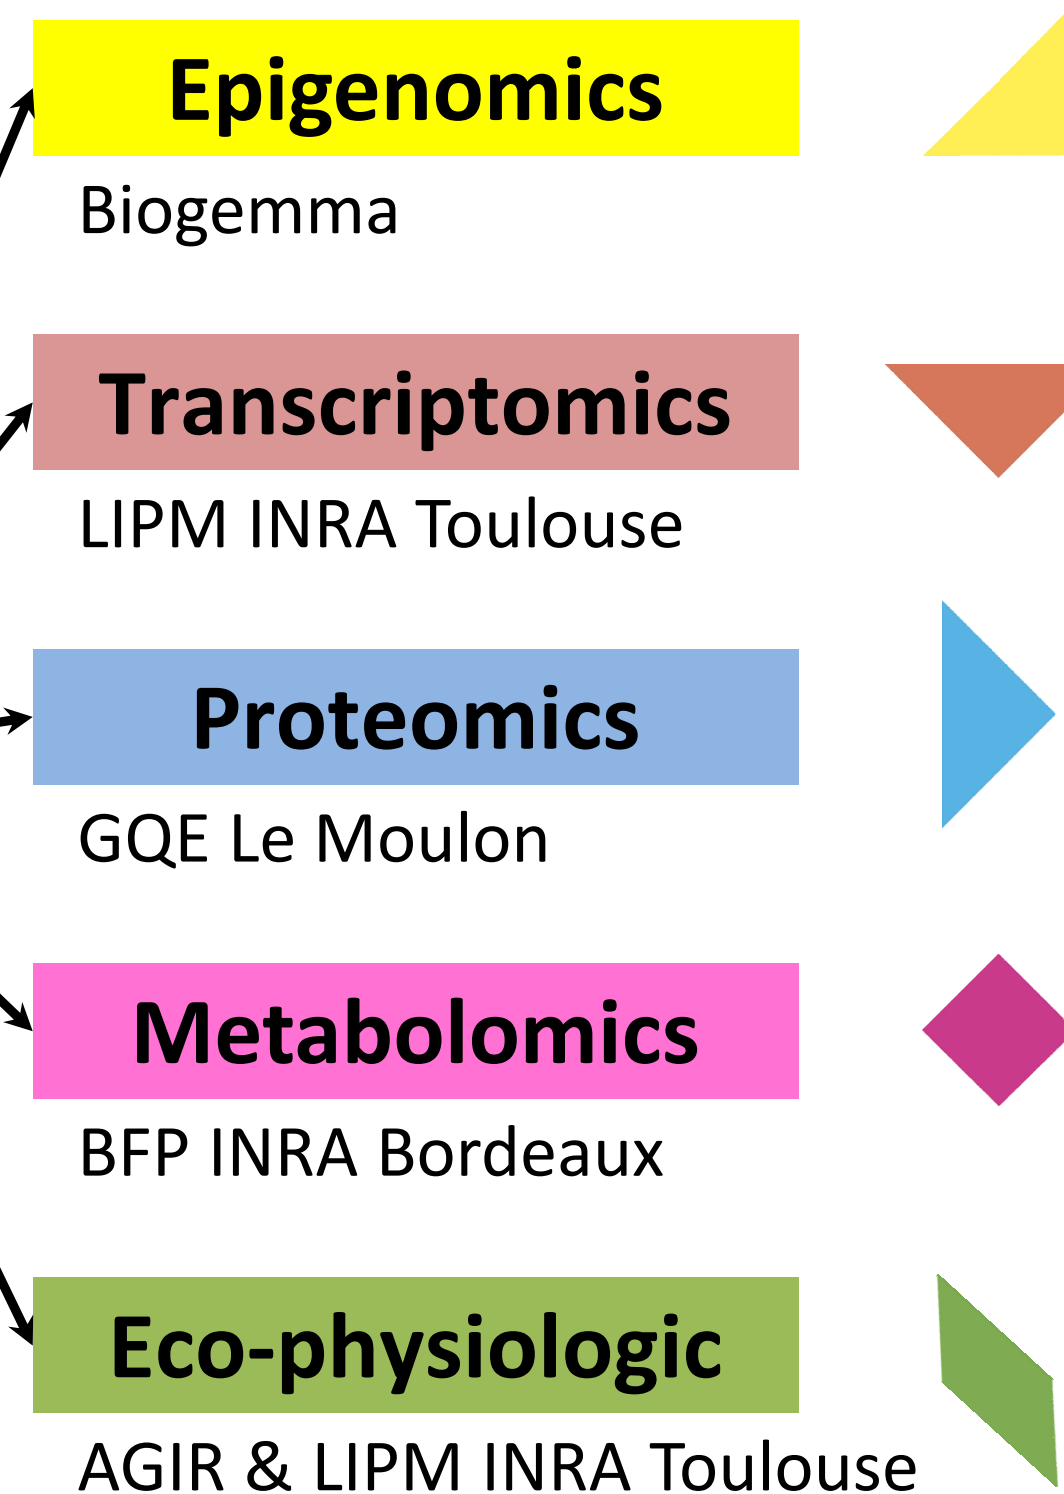 Epigenomics
Biogemma
Transcriptomics
LIPM INRA Toulouse
Proteomics
GQE Le Moulon
Metabolomics
BFP INRA Bordeaux
Eco-physiologic
AGIR & LIPM INRA Toulouse